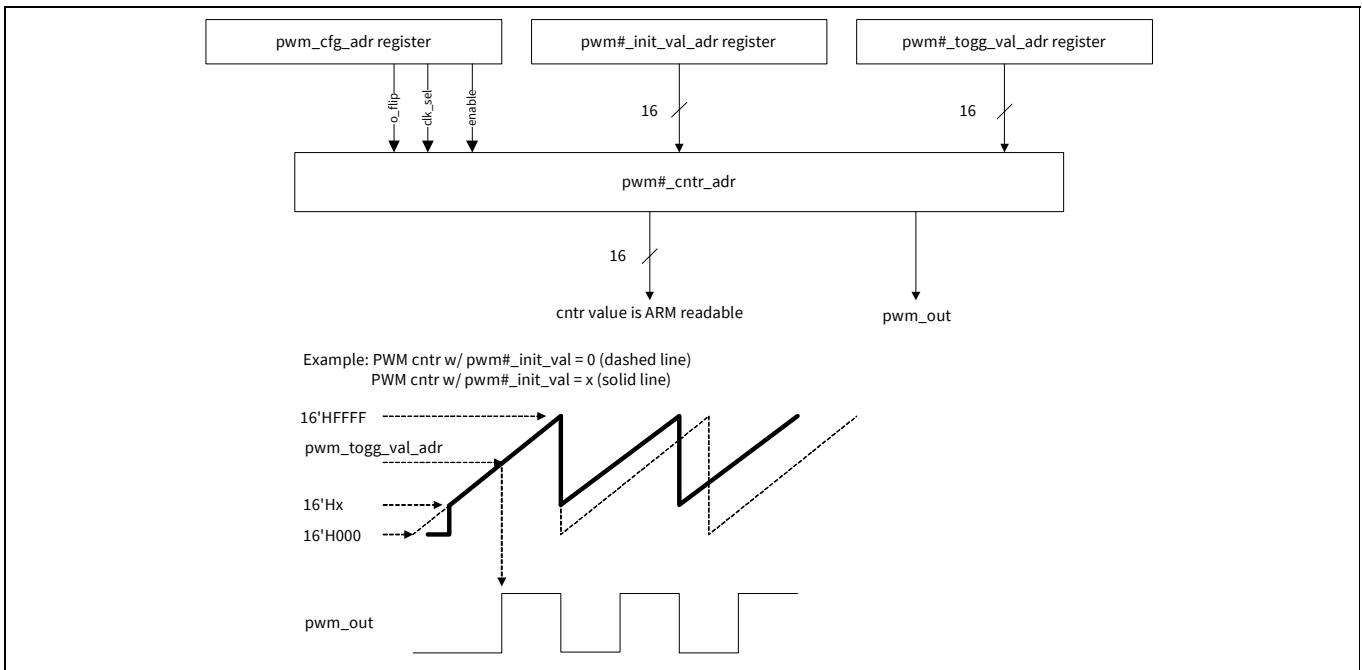 pwm_cfg_adr register
pwm#_init_val_adr register
pwm#_togg_val_adr register
o_flip
clk_sel
enable
16
16
pwm#_cntr_adr
16
cntr value is ARM readable
pwm_out
Example: PWM cntr w/ pwm#_init_val = 0 (dashed line)
PWM cntr w/ pwm#_init_val = x (solid line)
16'HFFFF
pwm_togg_val_adr
16'Hx
16'H000
pwm_out